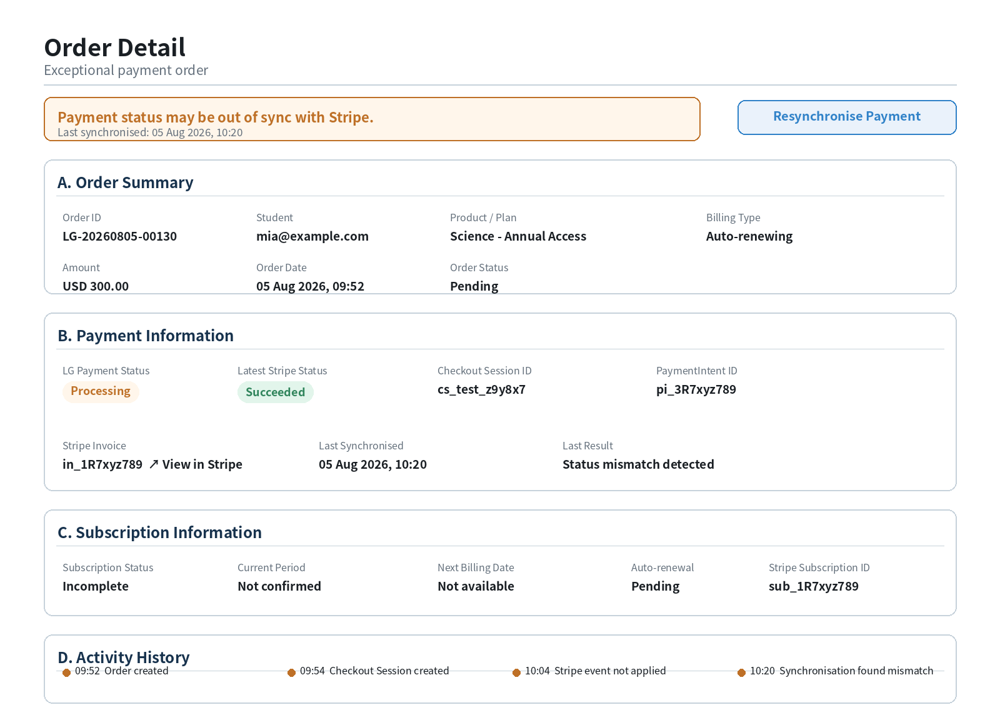 Order Detail
Exceptional payment order
Payment status may be out of sync with Stripe.
Last synchronised: 05 Aug 2026, 10:20
Resynchronise Payment
A. Order Summary
Order ID Student Product / Plan Billing Type
LG-20260805-00130 mia@example.com Science - Annual Access Auto-renewing
Amount Order Date Order Status
USD 300.00 05 Aug 2026, 09:52 Pending
B. Payment Information
LG Payment Status Latest Stripe Status Checkout Session ID PaymentIntent ID
Processing Succeeded cs_test_z9y8x7 pi_3R7xyz789
Stripe Invoice Last Synchronised Last Result
in_1R7xyz789 ↗ View in Stripe 05 Aug 2026, 10:20 Status mismatch detected
C. Subscription Information
Subscription Status Current Period Next Billing Date Auto-renewal Stripe Subscription ID
Incomplete Not confirmed Not available Pending sub_1R7xyz789
D. Activity History
09:52 Order created 09:54 Checkout Session created 10:04 Stripe event not applied 10:20 Synchronisation found mismatch